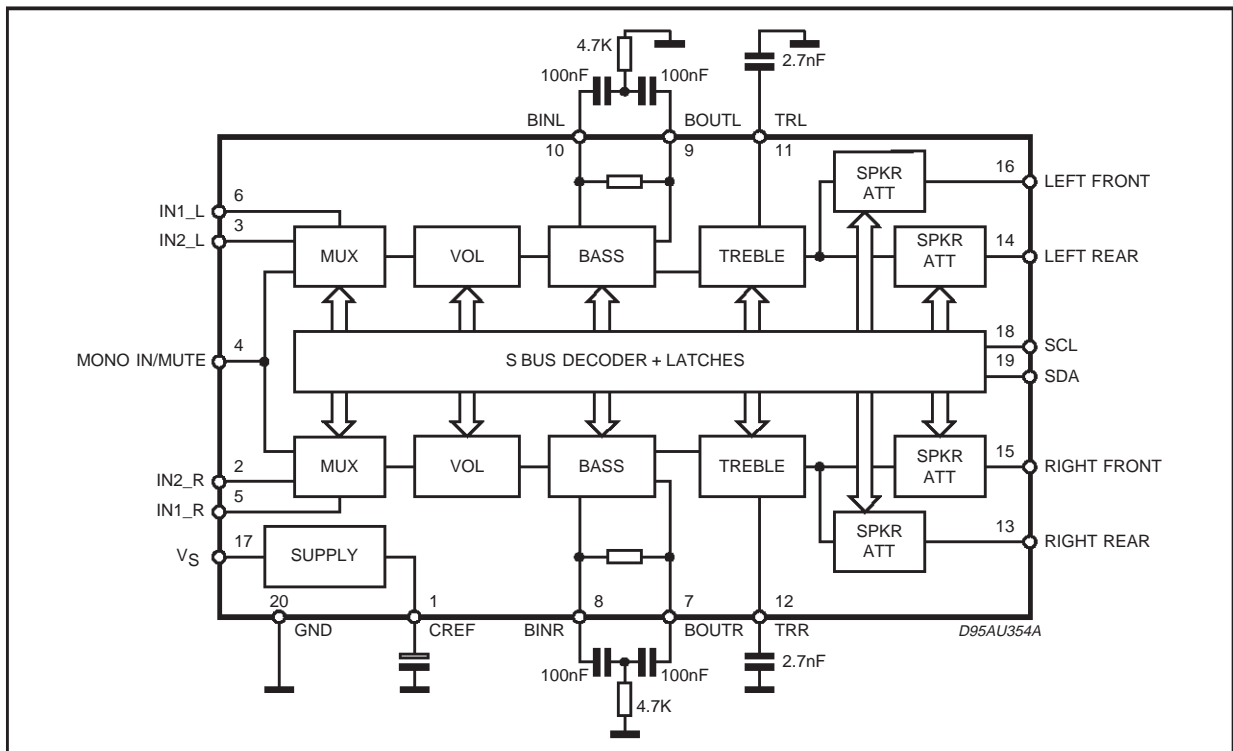 4.7K
2.7nF
100nF 100nF
BINL BOUTL TRL
10 9 11
6
IN1_L
3
IN2_L
MUX VOL BASS TREBLE
SPKR ATT
16
LEFT FRONT
SPKR ATT
14
LEFT REAR
4
MONO IN/MUTE
S BUS DECODER + LATCHES
18
SCL
19
SDA
MUX VOL BASS TREBLE
SPKR ATT
15
RIGHT FRONT
2
IN2_R
5
IN1_R
17
VS
SUPPLY
SPKR ATT
13
RIGHT REAR
20 1 8 7 12
GND CREF BINR BOUTR TRR
D95AU354A
100nF 100nF
2.7nF
4.7K